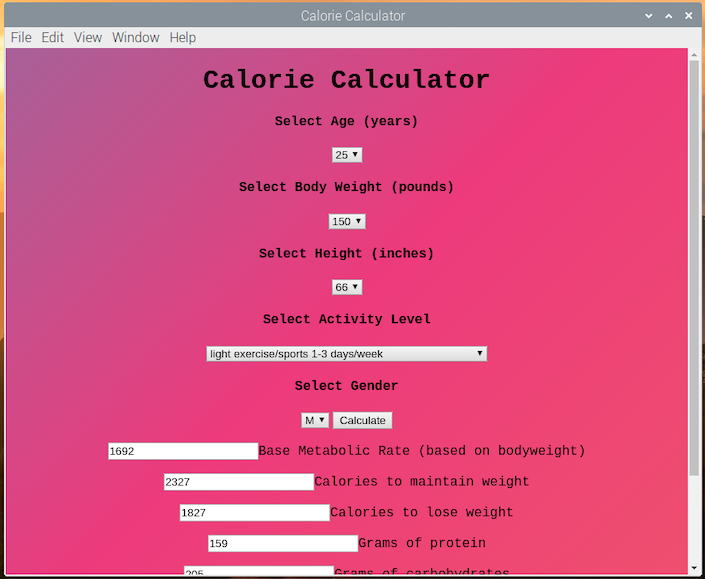 Calorie Calculator
File Edit View Window Help
Calorie Calculator
Select Age (years)
25
Select Body Weight (pounds)
150
Select Height (inches)
66
Select Activity Level
light exercise/sports 1-3 days/week
Select Gender
M Calculate
1692 Base Metabolic Rate (based on bodyweight)
2327 Calories to maintain weight
1827 Calories to lose weight
159 Grams of protein
205 Grams of carbohydrates